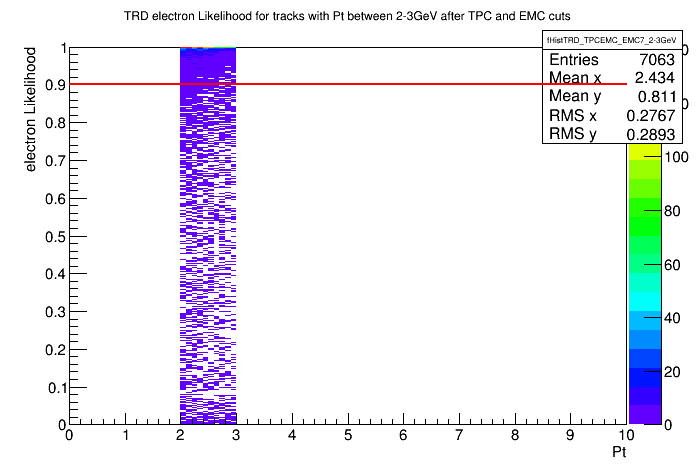 TRD electron Likelihood for tracks with Pt between 2-3GeV after TPC and EMC cuts
fHistTRD_TPCEMC_EMC7_2-3GeV
Entries 7063
Mean x 2.434
Mean y 0.811
RMS x 0.2767
RMS y 0.2893
electron Likelihood
1
0.9
0.8
0.7
0.6
0.5
0.4
0.3
0.2
0.1
0
0 1 2 3 4 5 6 7 8 9 10
Pt
100
80
60
40
20
0